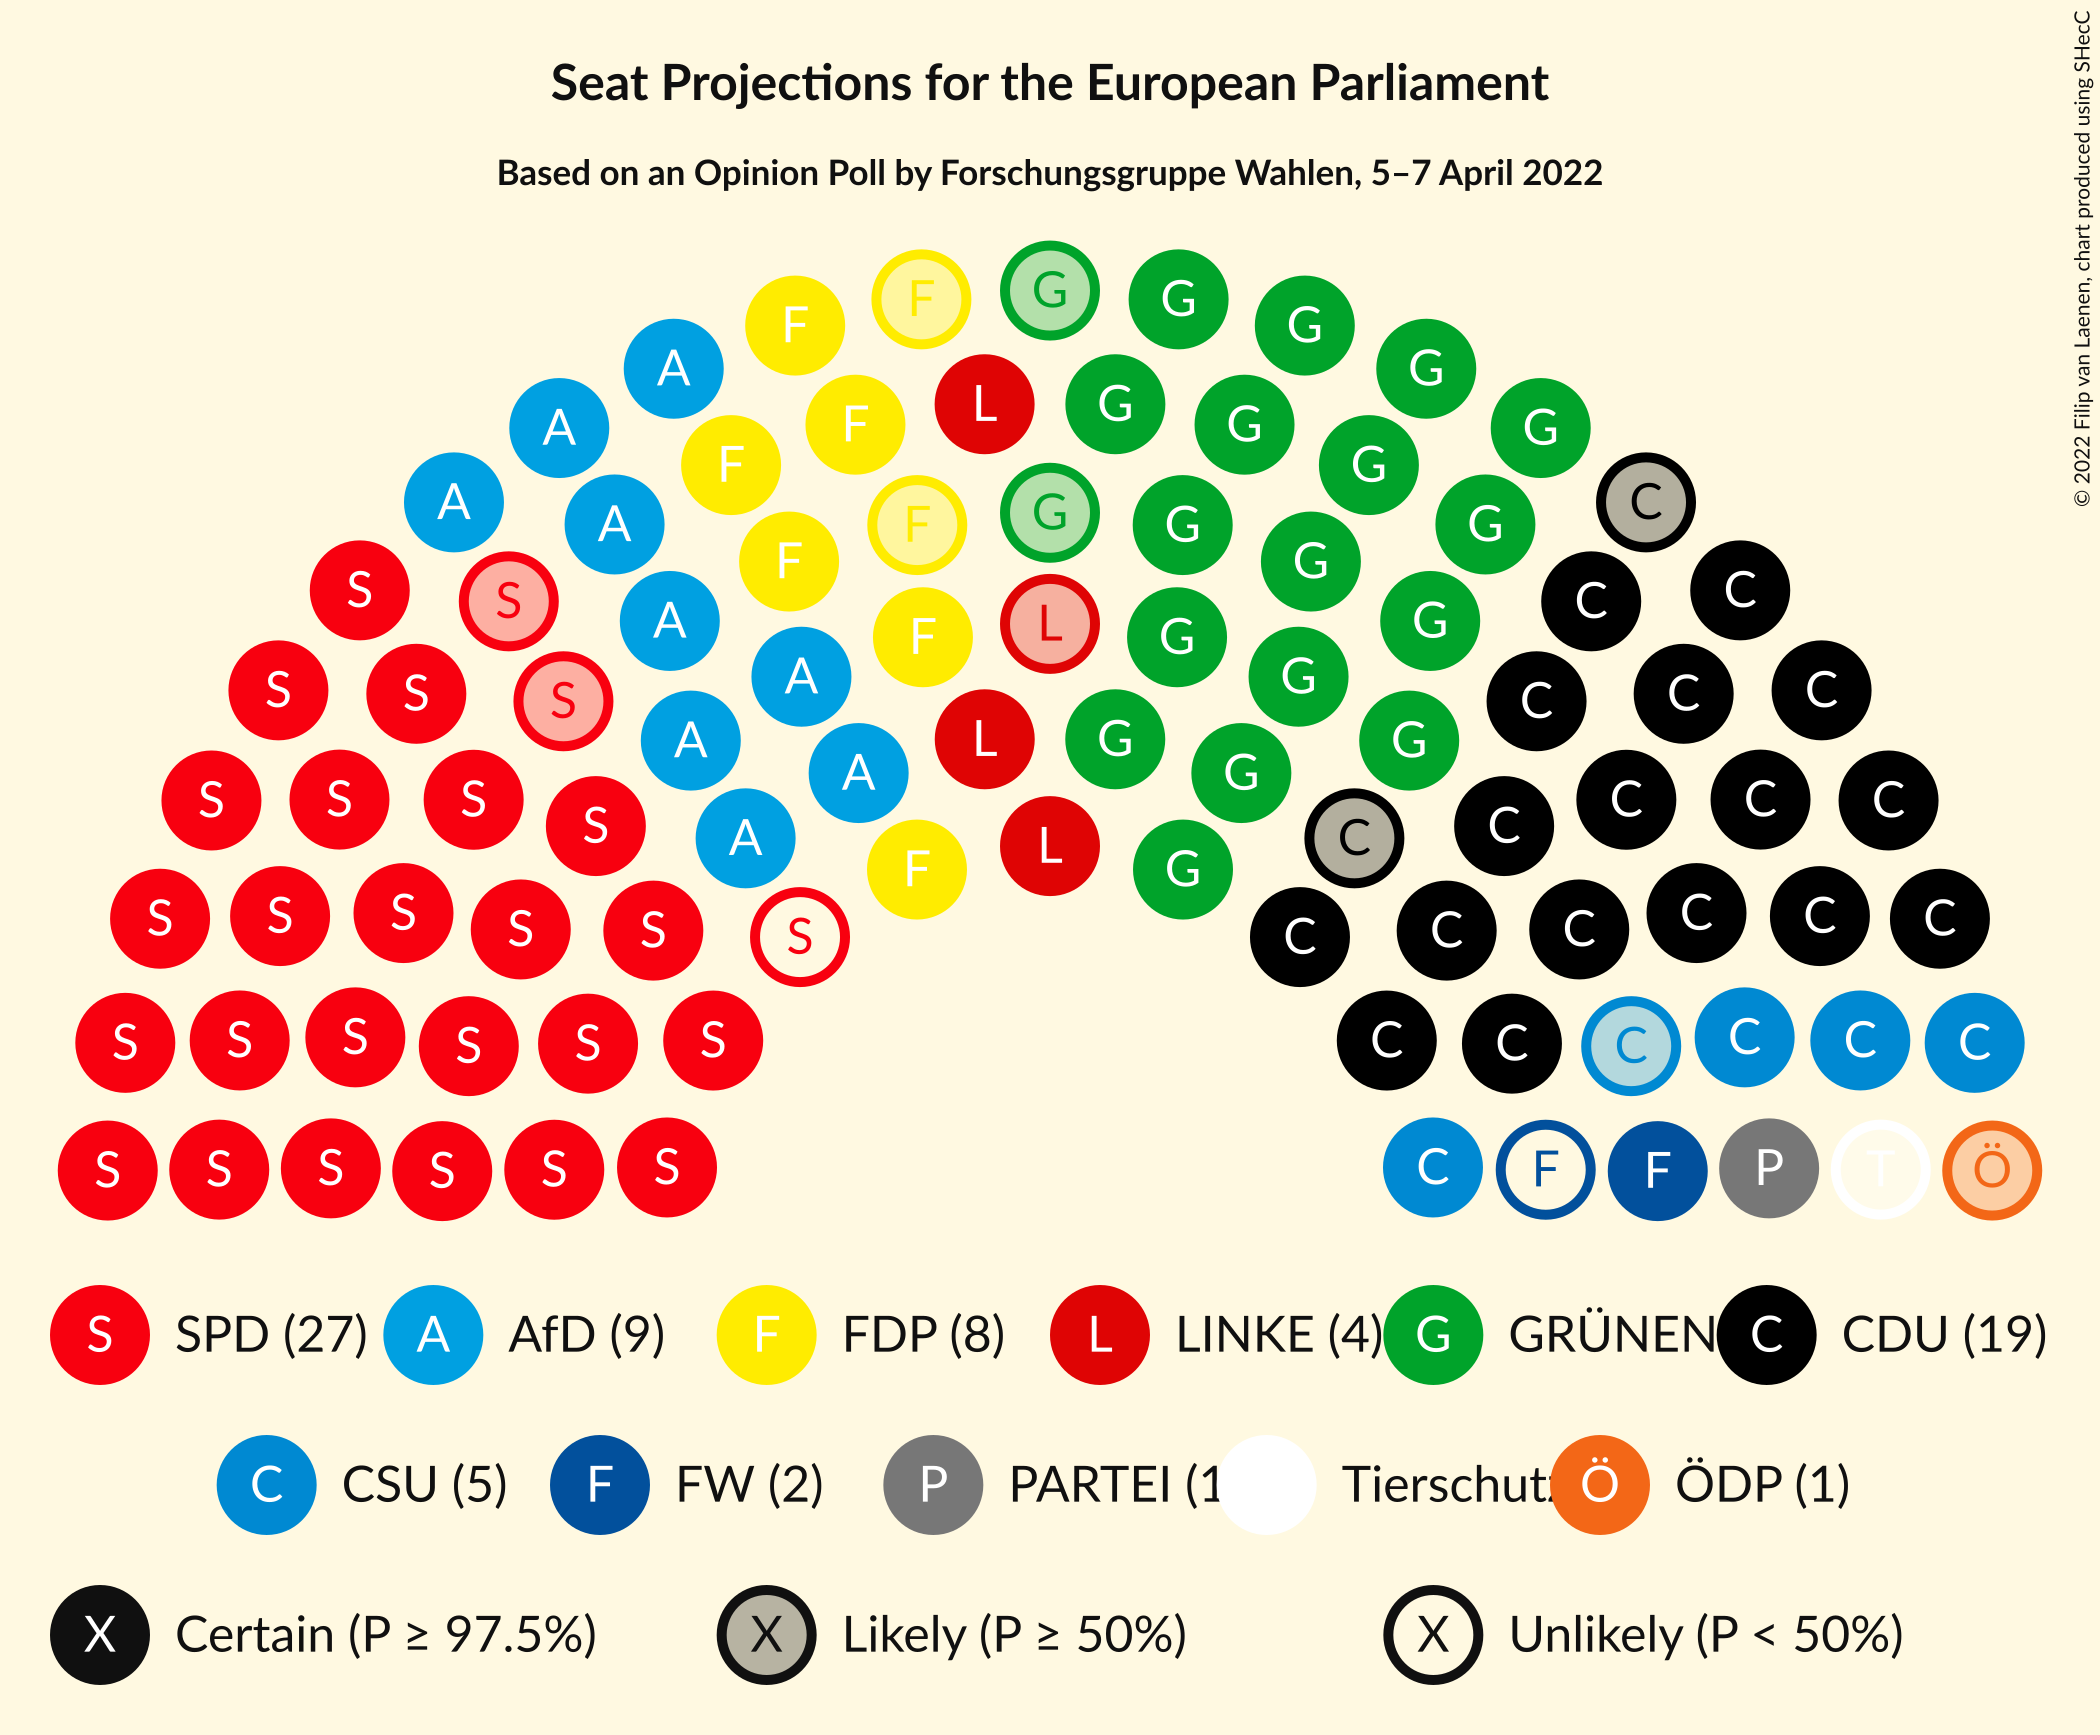 Seat Projections for the European Parliament
Based on an Opinion Poll by Forschungsgruppe Wahlen, 5–7 April 2022
© 2022 Filip van Laenen, chart produced using SHecC
G
F G
F G
A G
L G
F G
A G
F G
A C
G
F G
A G
F G
S C
A G
S C
L
F G
A G
S C
S C
S C
L G
A G
A G
S C
S C
S C
S C
L
A C
F G
S C
S C
S C
S C
S C
S C
S C
S C
S C
S C
S C
S C
S C
S C
S S S S S S C F F P T Ö
S SPD (27) A AfD (9) F FDP (8) L LINKE (4) G GRÜNEN C CDU (19)
C CSU (5) F FW (2) P PARTEI (1 Tierschutz Ö ÖDP (1)
X Certain (P ≥ 97.5%) X Likely (P ≥ 50%) X Unlikely (P < 50%)